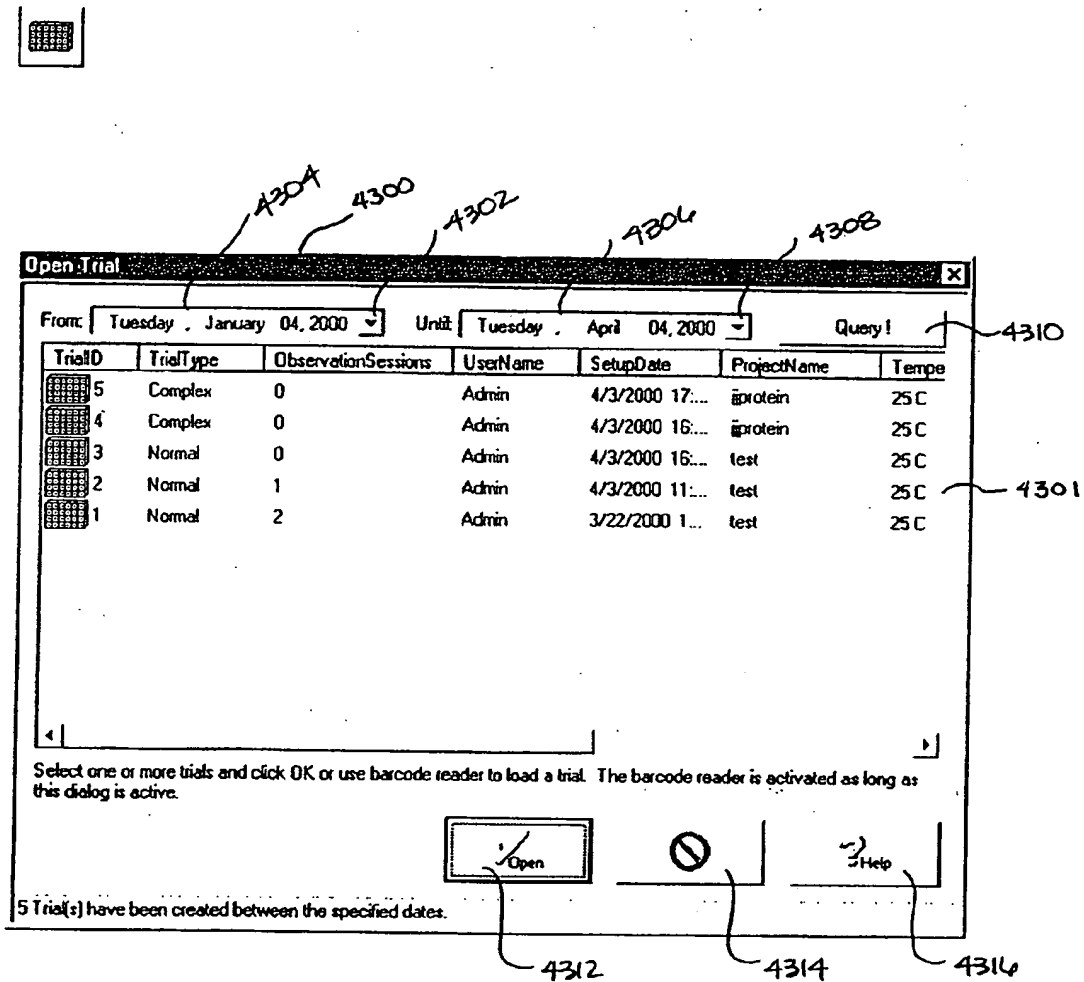 4304 4300 4302 4306 4308
Open Trial
From: Tuesday , January 04, 2000 Until: Tuesday , April 04, 2000 Query !
4310
TrialID TrialType ObservationSessions UserName SetupDate ProjectName Tempe
5 Complex 0 Admin 4/3/2000 17:... protein 25 C
4 Complex 0 Admin 4/3/2000 16:... protein 25 C
3 Normal 0 Admin 4/3/2000 16:... test 25 C
2 Normal 1 Admin 4/3/2000 11:... test 25 C
4301
1 Normal 2 Admin 3/22/2000 1... test 25 C
Select one or more trials and click OK or use barcode reader to load a trial. The barcode reader is activated as long as
this dialog is active.
Open Help
5 Trial(s) have been created between the specified dates.
4312 4314 4316